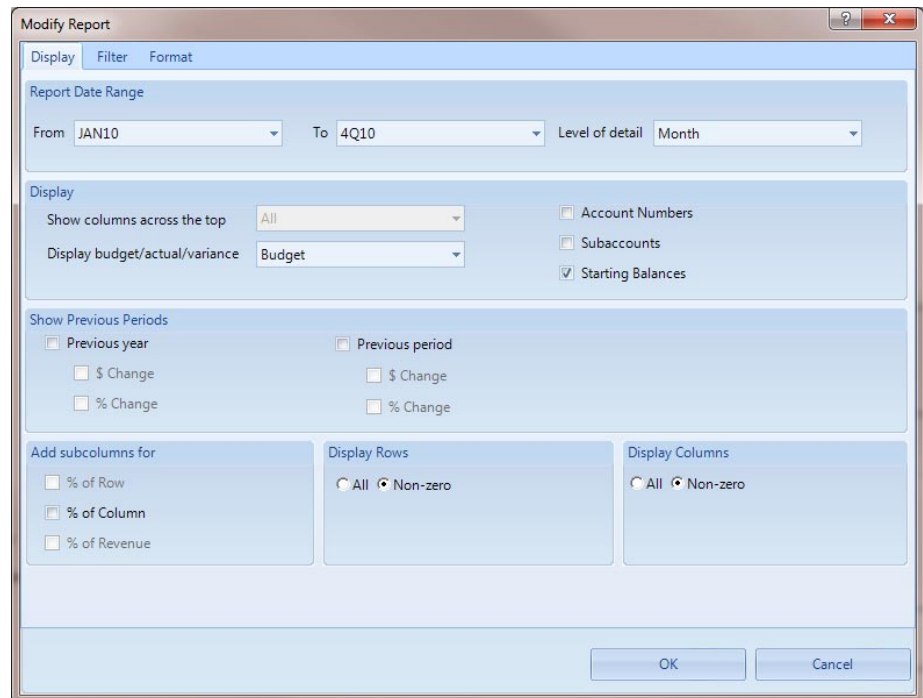 Modify Report
Display Filter Format
Report Date Range
From JAN10 To 4Q10 Level of detail Month
Display
Show columns across the top All
Account Numbers
Display budget/actual/variance Budget
Subaccounts
Starting Balances
Show Previous Periods
Previous year Previous period
$ Change $ Change
% Change % Change
Add subcolumns for Display Rows Display Columns
% of Row All Non-zero All Non-zero
% of Column
% of Revenue
OK Cancel